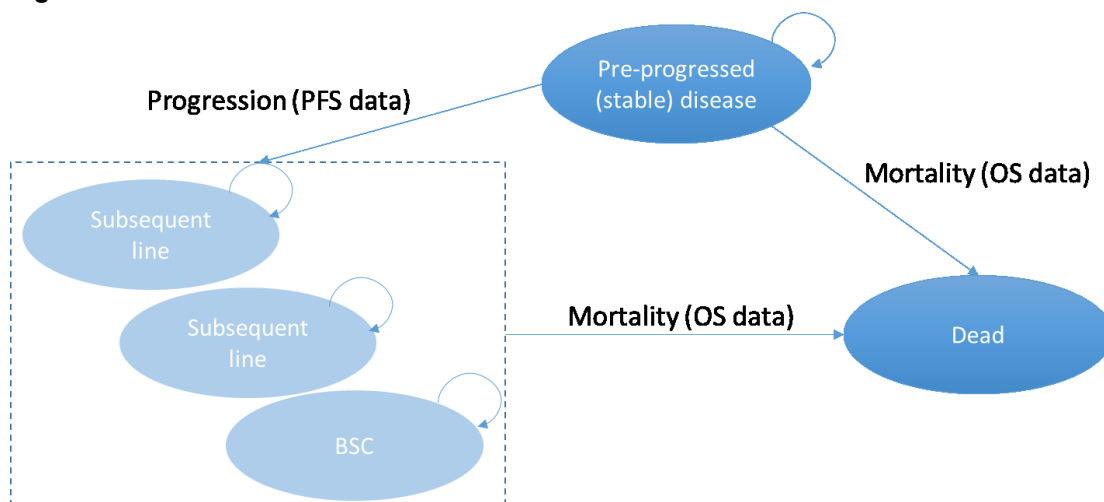 Pre-progressed
(stable) disease
Progression (PFS data)
Mortality (OS data)
Subsequent
line
Subsequent
line
Mortality (OS data)
Dead
BSC